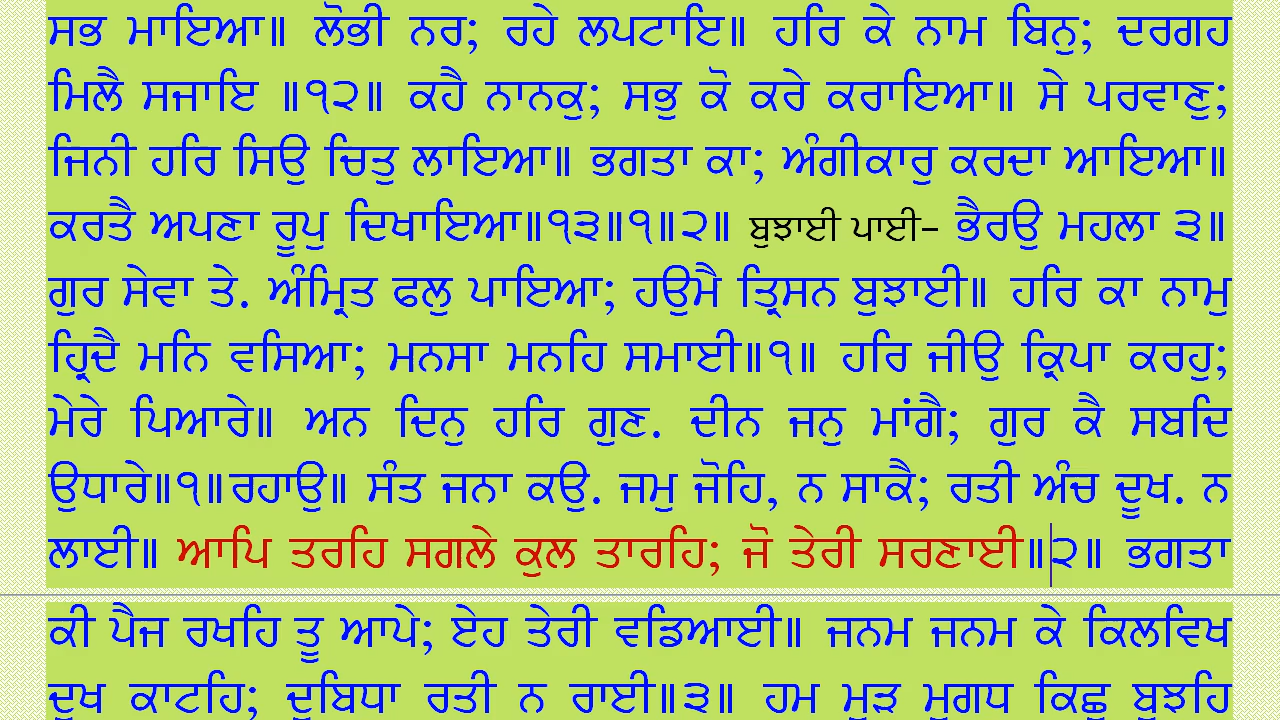 ਸਭ ਮਾਇਆ॥ ਲੋਭੀ ਨਰ; ਰਹੇ ਲਪਟਾਇ॥ ਹਰਿ ਕੇ ਨਾਮ ਬਿਨੁ; ਦਰਗਹ
ਮਿਲੈ ਸਜਾਇ ॥੧੨॥ ਕਹੈ ਨਾਨਕੁ; ਸਭੁ ਕੋ ਕਰੇ ਕਰਾਇਆ॥ ਸੇ ਪਰਵਾਣੁ;
ਜਿਨੀ ਹਰਿ ਸਿਉ ਚਿਤੁ ਲਾਇਆ॥ ਭਗਤਾ ਕਾ; ਅੰਗੀਕਾਰੁ ਕਰਦਾ ਆਇਆ॥
ਕਰਤੈ ਅਪਣਾ ਰੂਪੁ ਦਿਖਾਇਆ॥੧੩॥੧॥੨॥ ਬੁਝਾਈ ਪਾਈ– ਭੈਰਉ ਮਹਲਾ ੩॥
ਗੁਰ ਸੇਵਾ ਤੇ. ਅੰਮ੍ਰਿਤ ਫਲੁ ਪਾਇਆ; ਹਉਮੈ ਤ੍ਰਿਸਨ ਬੁਝਾਈ॥ ਹਰਿ ਕਾ ਨਾਮੁ
ਹ੍ਰਿਦੈ ਮਨਿ ਵਸਿਆ; ਮਨਸਾ ਮਨਹਿ ਸਮਾਈ॥੧॥ ਹਰਿ ਜੀਉ ਕ੍ਰਿਪਾ ਕਰਹੁ;
ਮੇਰੇ ਪਿਆਰੇ॥ ਅਨ ਦਿਨੁ ਹਰਿ ਗੁਣ. ਦੀਨ ਜਨੁ ਮਾਂਗੈ; ਗੁਰ ਕੈ ਸਬਦਿ
ਉਧਾਰੇ॥੧॥ਰਹਾਉ॥ ਸੰਤ ਜਨਾ ਕਉ. ਜਮੁ ਜੋਹਿ, ਨ ਸਾਕੈ; ਰਤੀ ਅੰਚ ਦੂਖ. ਨ
ਲਾਈ॥ ਆਪਿ ਤਰਹਿ ਸਗਲੇ ਕੁਲ ਤਾਰਹਿ; ਜੋ ਤੇਰੀ ਸਰਣਾਈ॥੨॥ ਭਗਤਾ
ਕੀ ਪੈਜ ਰਖਹਿ ਤੂ ਆਪੇ; ਏਹ ਤੇਰੀ ਵਡਿਆਈ॥ ਜਨਮ ਜਨਮ ਕੇ ਕਿਲਵਿਖ
ਦੁਖ ਕਾਟਹਿ; ਦੁਬਿਧਾ ਰਤੀ ਨ ਰਾਈ॥੩॥ ਹਮ ਮੂੜ ਮੁਗਧ ਕਿਛੁ ਬੂਝਹਿ